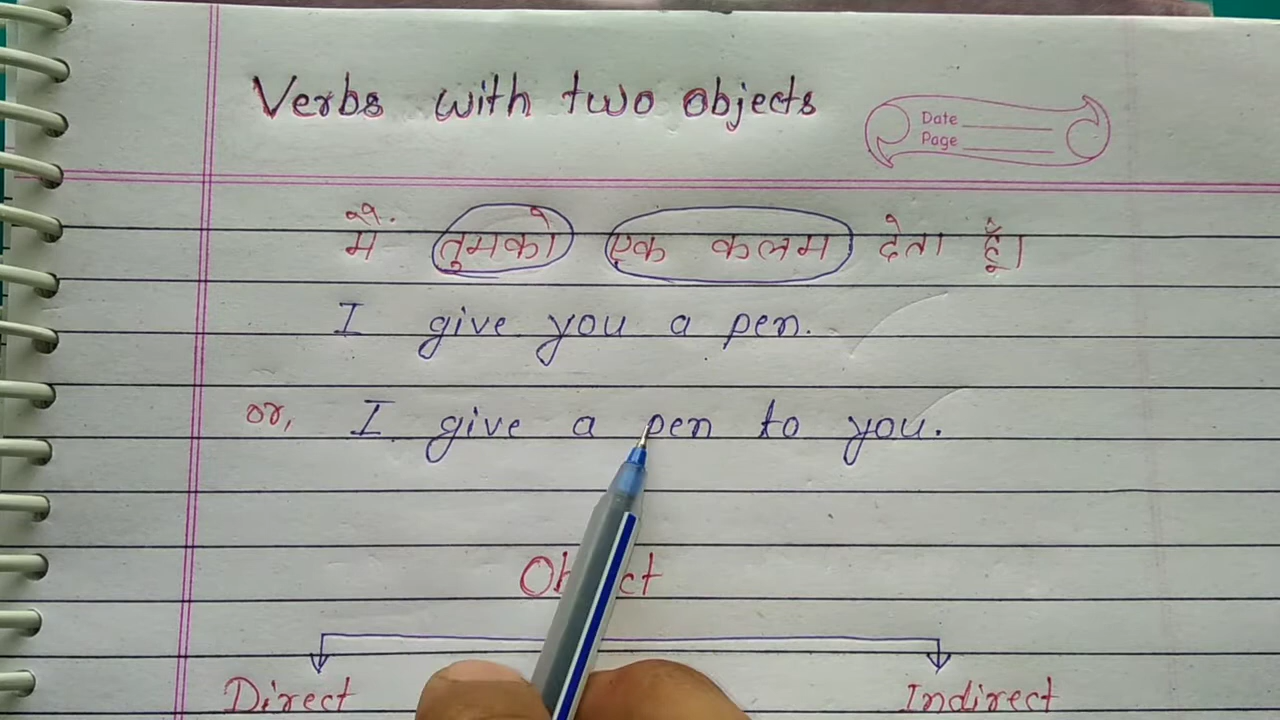 Verbs with two objects
Date
Page
मैं तुमको एक कलम देता हूँ।
I give you a pen.
or, I give a pen to you.
Direct
Indirect